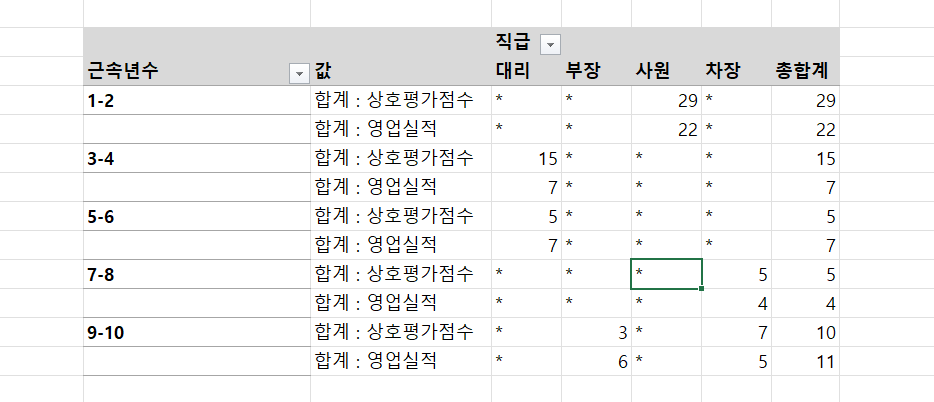 직급
근속년수 값 대리 부장 사원 차장 총합계
1-2 합계 : 상호평가점수 * * 29 * 29
합계 : 영업실적 * * 22 * 22
3-4 합계 : 상호평가점수 15 * * * 15
합계 : 영업실적 7 * * * 7
5-6 합계 : 상호평가점수 5 * * * 5
합계 : 영업실적 7 * * * 7
7-8 합계 : 상호평가점수 * * * 5 5
합계 : 영업실적 * * * 4 4
9-10 합계 : 상호평가점수 * 3 * 7 10
합계 : 영업실적 * 6 * 5 11